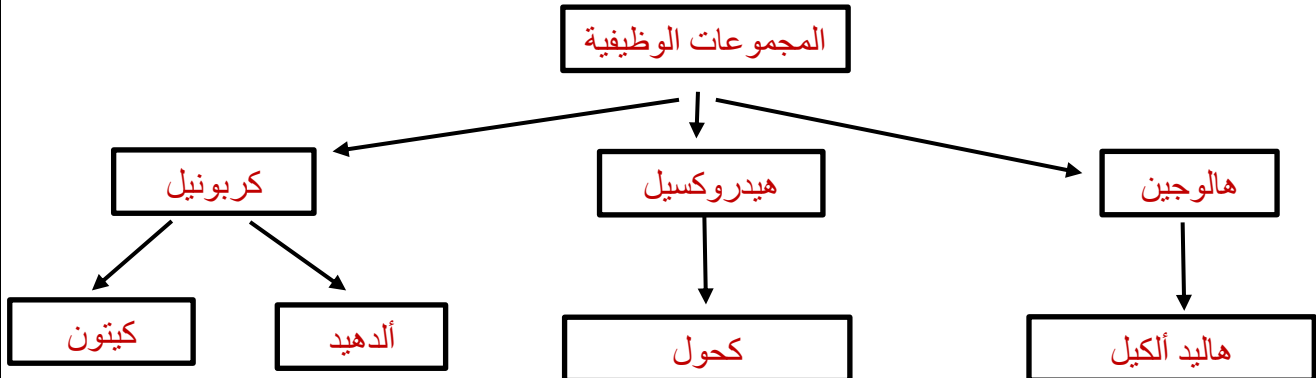 المجموعات الوظيفية
هالوجين
هيدروكسيل
كربونيل
هاليد ألكيل
كحول
ألدهيد
كيتون